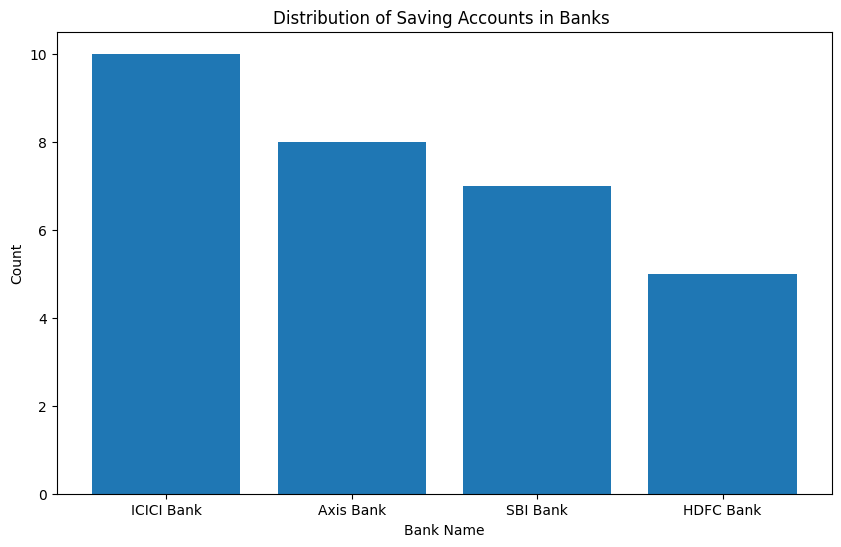 Distribution of Saving Accounts in Banks
10
8
6
4
2
0
Count
ICICI Bank Axis Bank SBI Bank HDFC Bank
Bank Name